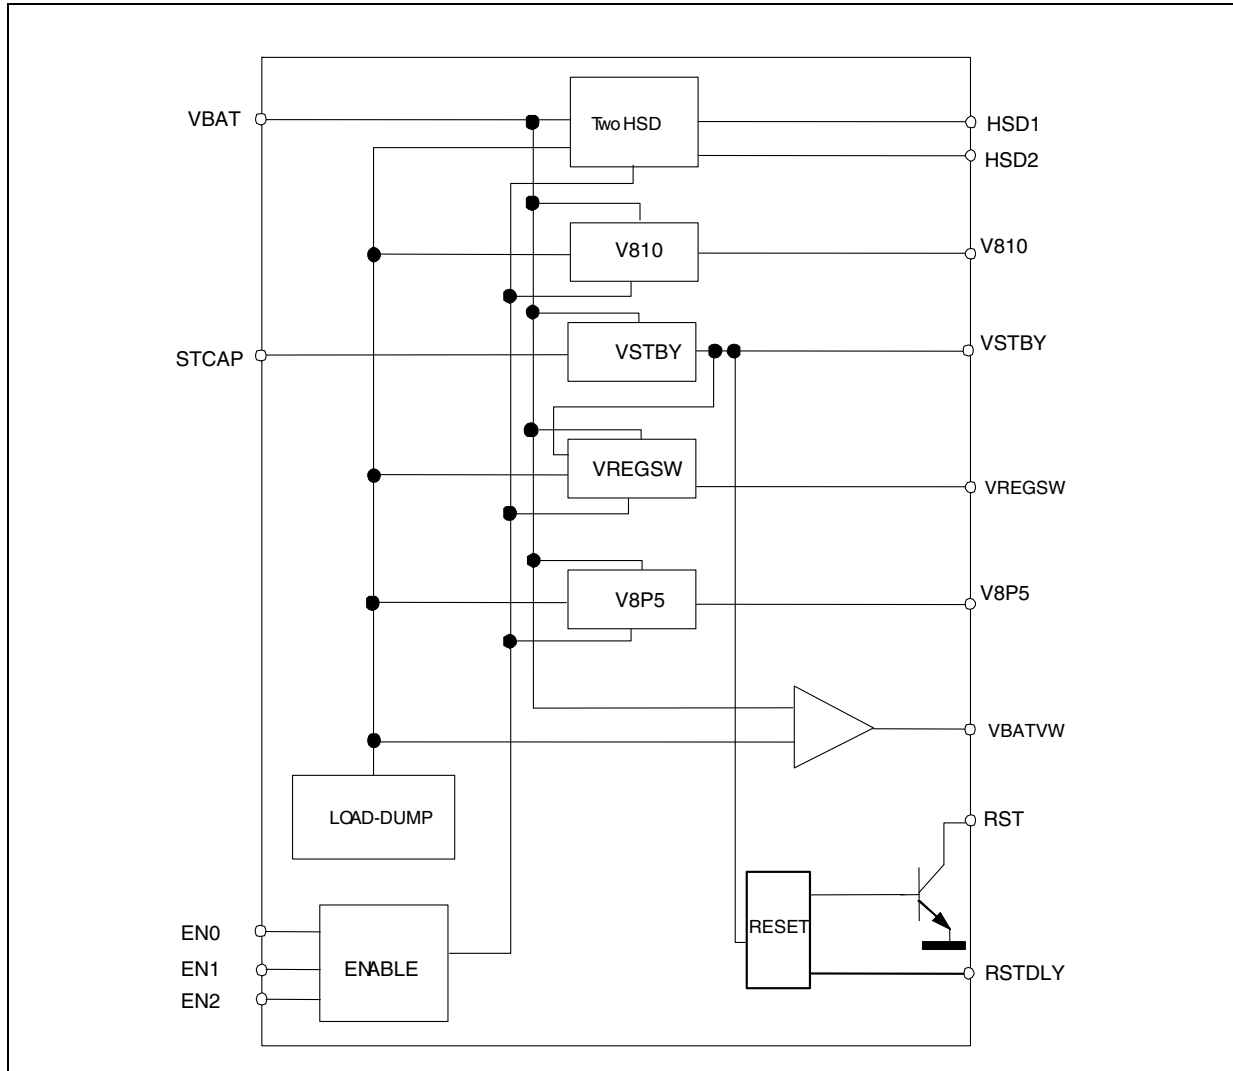 VBAT
Two HSD
HSD1
HSD2
V810
V810
STCAP
VSTBY
VSTBY
VREGSW
VREGSW
V8P5
V8P5
VBATVW
LOAD-DUMP
RST
EN0
EN1
EN2
ENABLE
RESET
RSTDLY